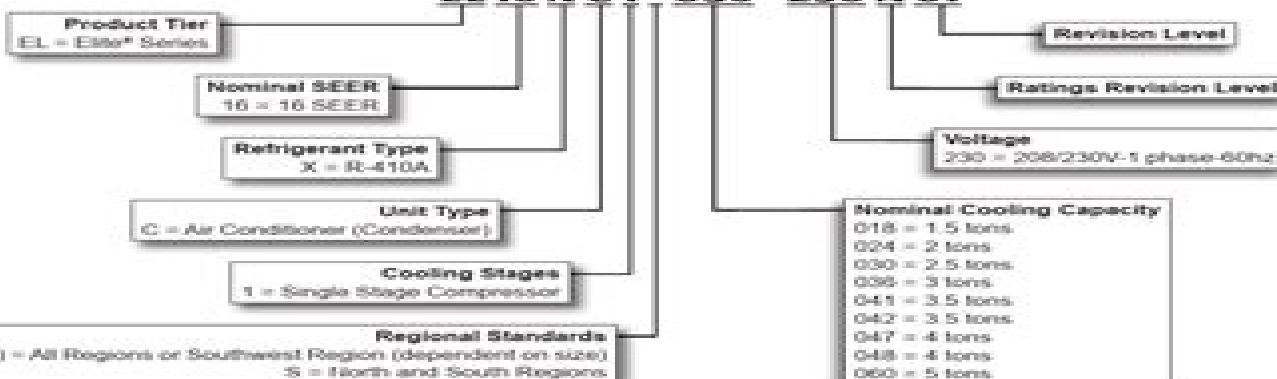 Product Tier
EL = Elite® Series
Nominal SEER
16 = 16 SEER
Refrigerant Type
X = R-410A
Unit Type
C = Air Conditioner (Condenser)
Cooling Stages
1 = Single Stage Compressor
Regional Standards
) = All Regions or Southwest Region (dependent on size)
S = North and South Regions
Revision Level
Ratings Revision Level
Voltage
230 = 208/230V-1 phase-60hz
Nominal Cooling Capacity
018 = 1.5 tons
024 = 2 tons
030 = 2.5 tons
036 = 3 tons
041 = 3.5 tons
042 = 3.5 tons
047 = 4 tons
048 = 4 tons
060 = 5 tons